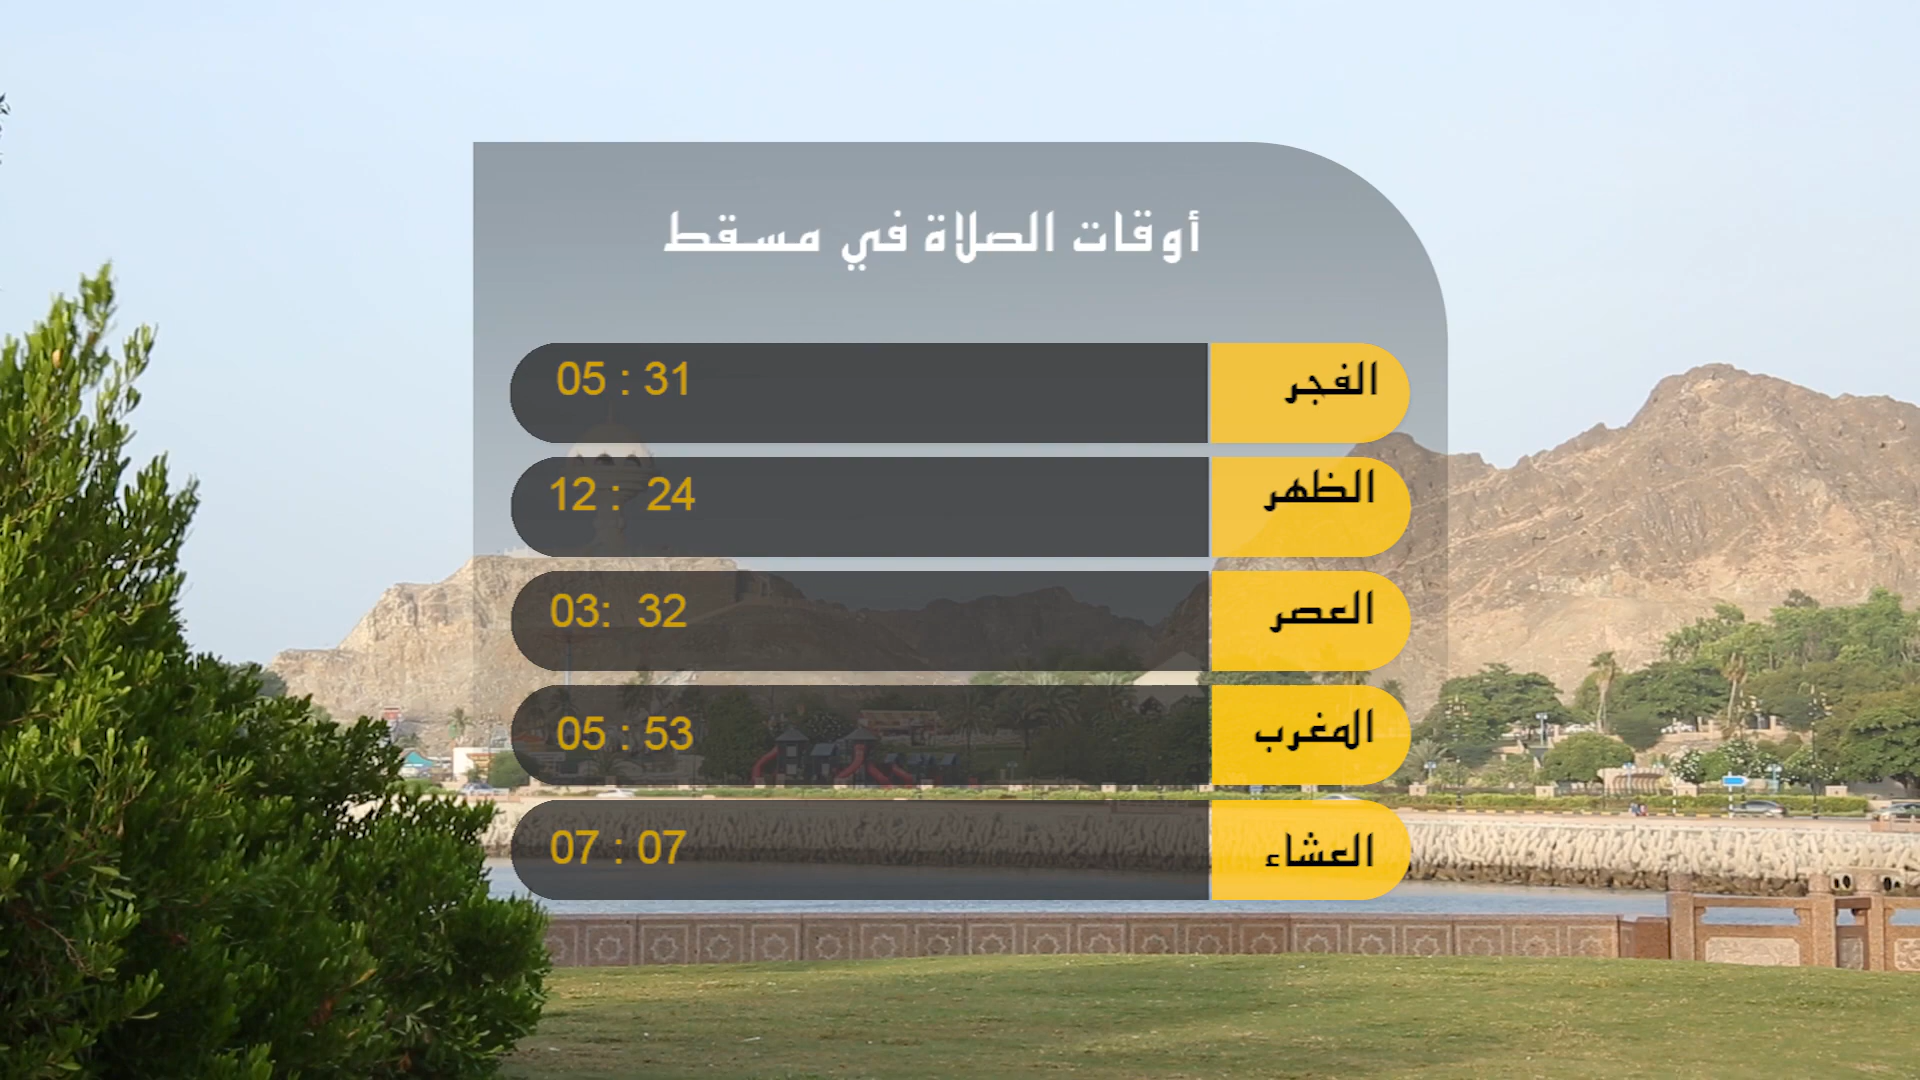 أوقات الصلاة في مسقط
الفجر 05 : 31
الظهر 12 : 24
العصر 03: 32
المغرب 05 : 53
العشاء 07 : 07